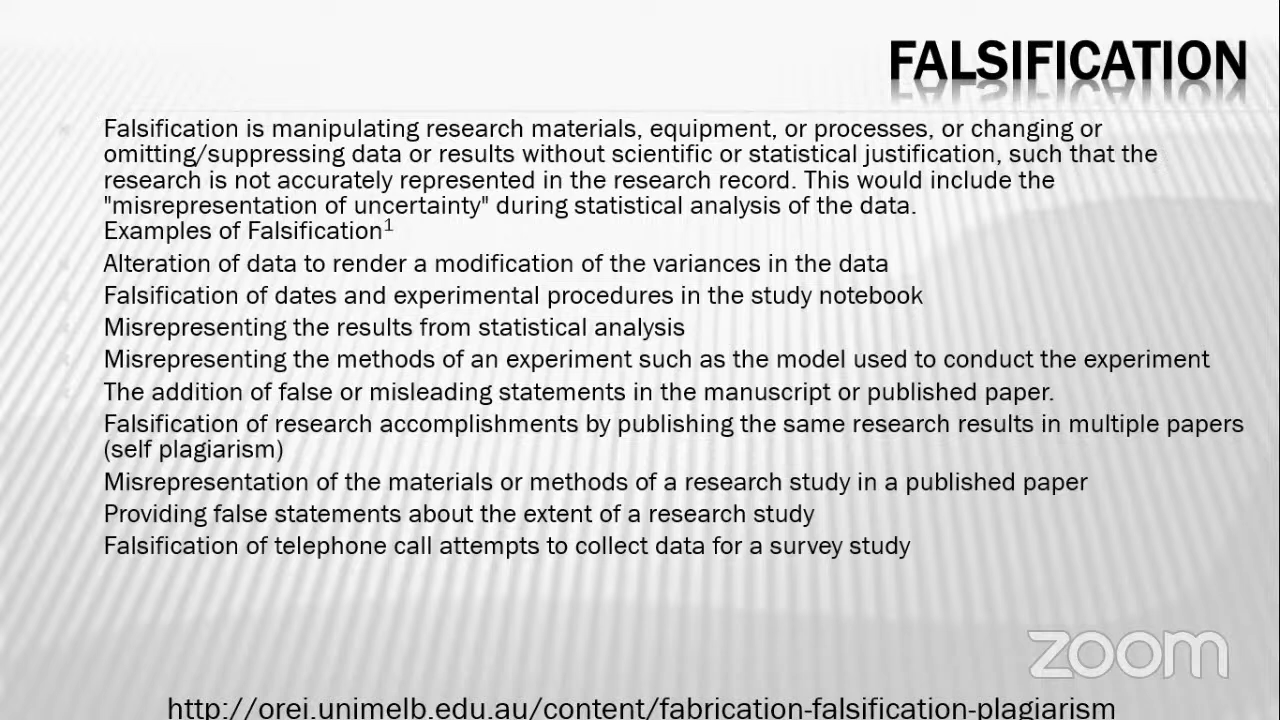 FALSIFICATION
Falsification is manipulating research materials, equipment, or processes, or changing or
omitting/suppressing data or results without scientific or statistical justification, such that the
research is not accurately represented in the research record. This would include the
"misrepresentation of uncertainty" during statistical analysis of the data.
Examples of Falsification¹
Alteration of data to render a modification of the variances in the data
Falsification of dates and experimental procedures in the study notebook
Misrepresenting the results from statistical analysis
Misrepresenting the methods of an experiment such as the model used to conduct the experiment
The addition of false or misleading statements in the manuscript or published paper.
Falsification of research accomplishments by publishing the same research results in multiple papers
(self plagiarism)
Misrepresentation of the materials or methods of a research study in a published paper
Providing false statements about the extent of a research study
Falsification of telephone call attempts to collect data for a survey study
zoom
http://orei.unimelb.edu.au/content/fabrication-falsification-plagiarism